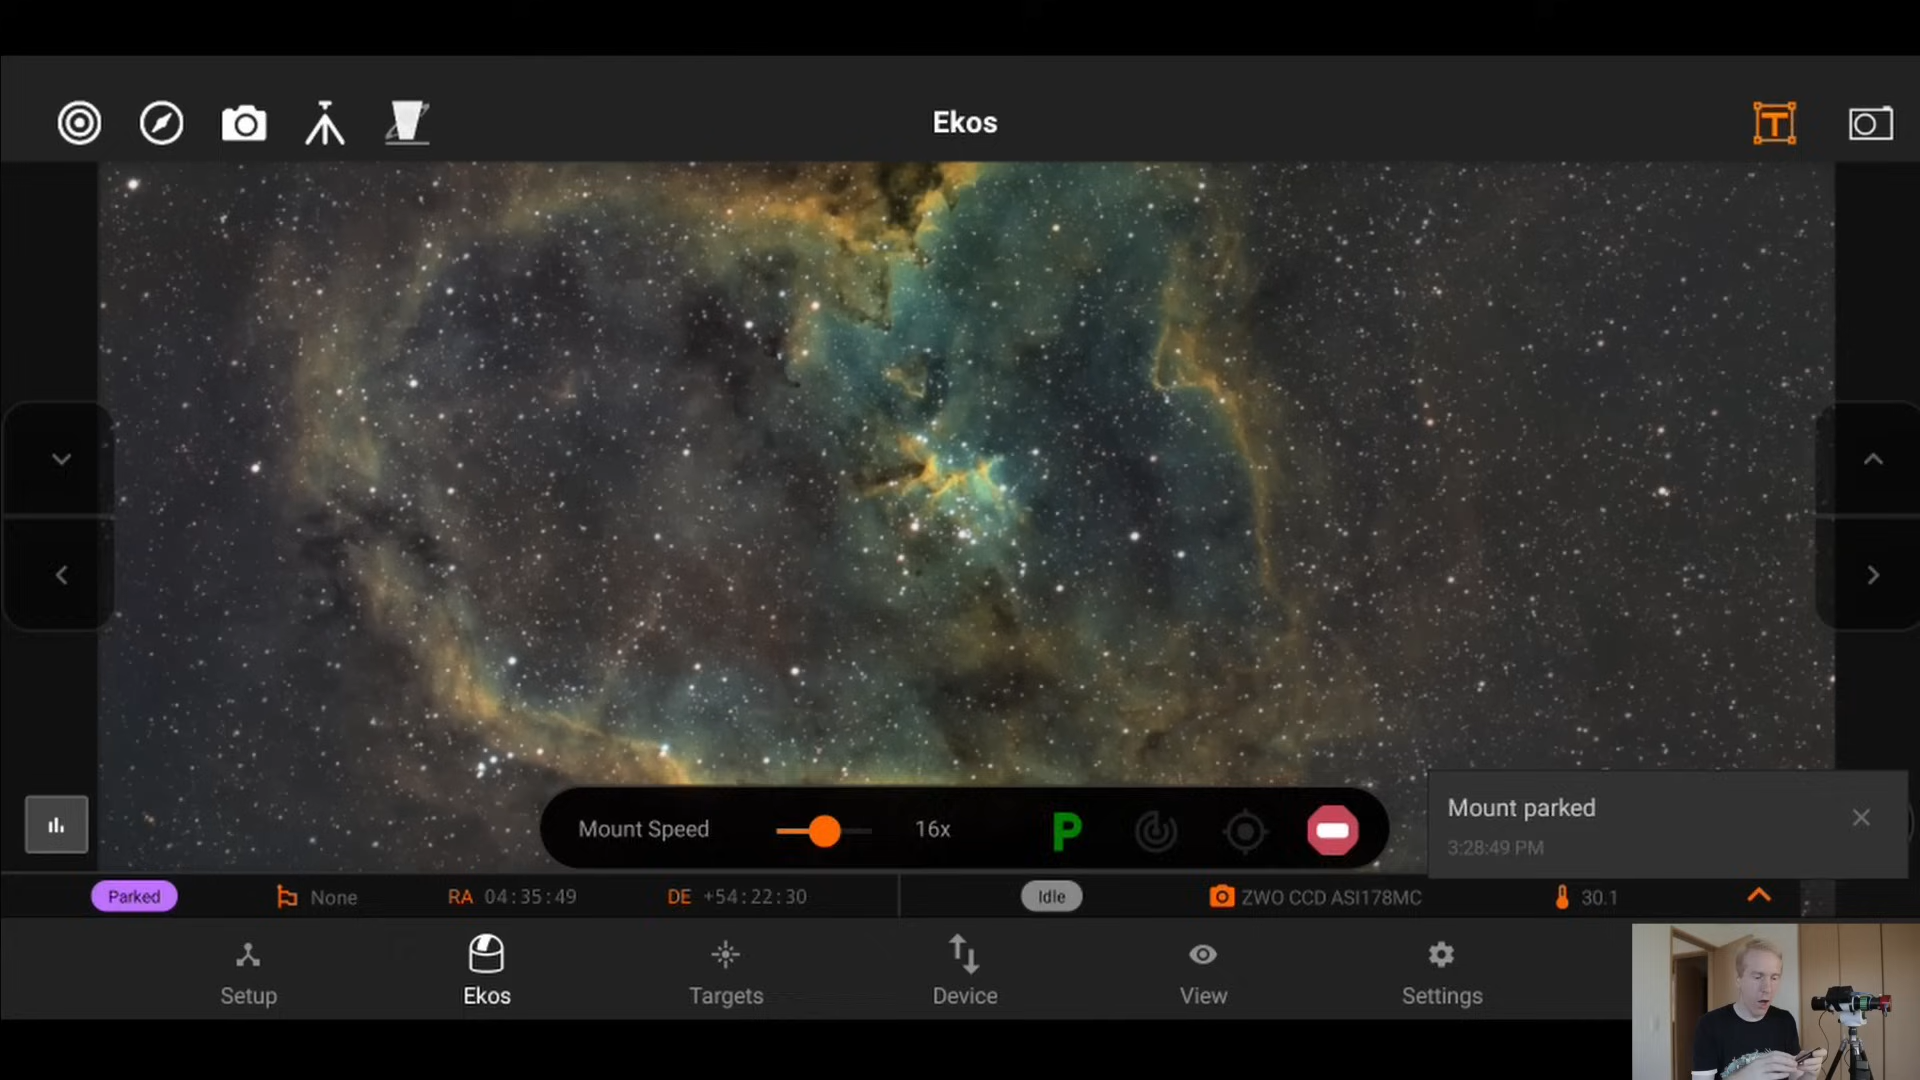 Ekos
Mount Speed 16x P
Mount parked
3:28:49 PM
Parked None RA 04:35:49 DE +54:22:30 Idle ZWO CCD ASI178MC 30.1
Setup Ekos Targets Device View Settings